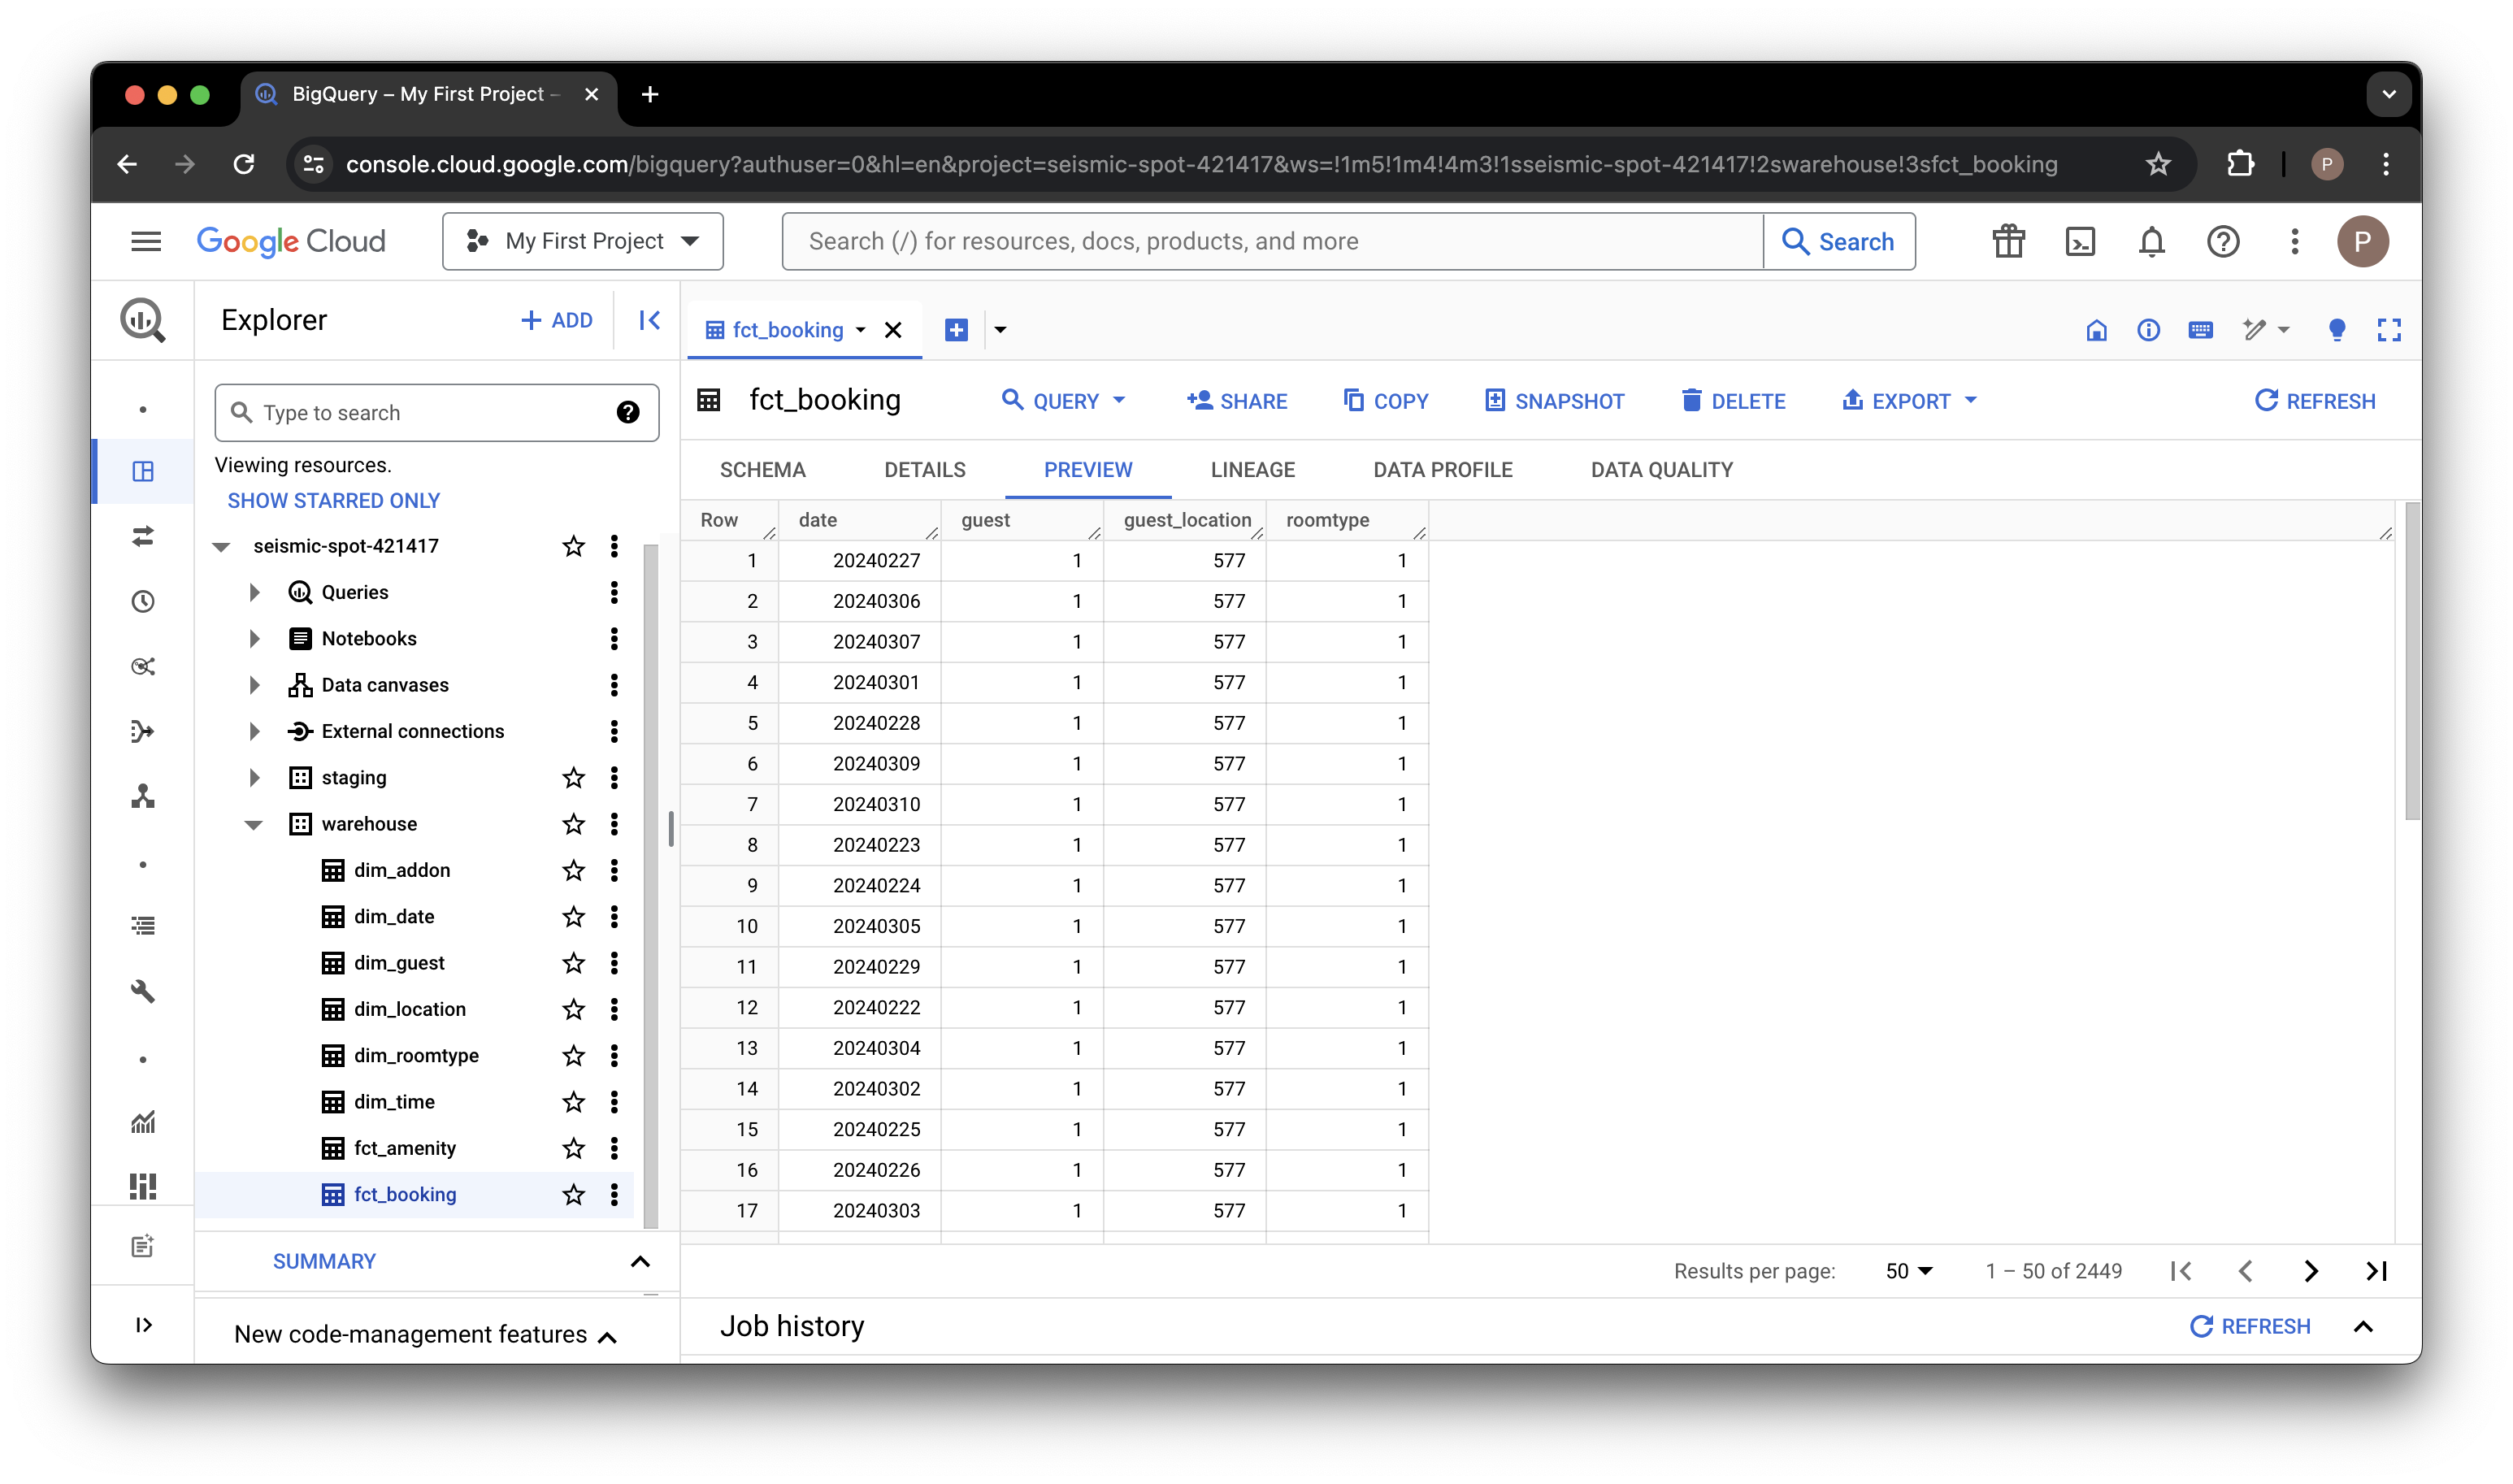 BigQuery – My First Project –
console.cloud.google.com/bigquery?authuser=0&hl=en&project=seismic-spot-421417&ws=!1m5!1m4!4m3!1sseismic-spot-421417!2swarehouse!3sfct_booking
P
Google Cloud
My First Project
Search (/) for resources, docs, products, and more
Search
P
Explorer
+ ADD
fct_booking
Type to search
Viewing resources.
SHOW STARRED ONLY
seismic-spot-421417
Queries
Notebooks
Data canvases
External connections
staging
warehouse
dim_addon
dim_date
dim_guest
dim_location
dim_roomtype
dim_time
fct_amenity
fct_booking
SUMMARY
New code-management features
fct_booking
QUERY
SHARE
COPY
SNAPSHOT
DELETE
EXPORT
REFRESH
SCHEMA DETAILS PREVIEW LINEAGE DATA PROFILE DATA QUALITY
Row date guest guest_location roomtype
1 20240227 1 577 1
2 20240306 1 577 1
3 20240307 1 577 1
4 20240301 1 577 1
5 20240228 1 577 1
6 20240309 1 577 1
7 20240310 1 577 1
8 20240223 1 577 1
9 20240224 1 577 1
10 20240305 1 577 1
11 20240229 1 577 1
12 20240222 1 577 1
13 20240304 1 577 1
14 20240302 1 577 1
15 20240225 1 577 1
16 20240226 1 577 1
17 20240303 1 577 1
Results per page: 50 1 – 50 of 2449
Job history
REFRESH